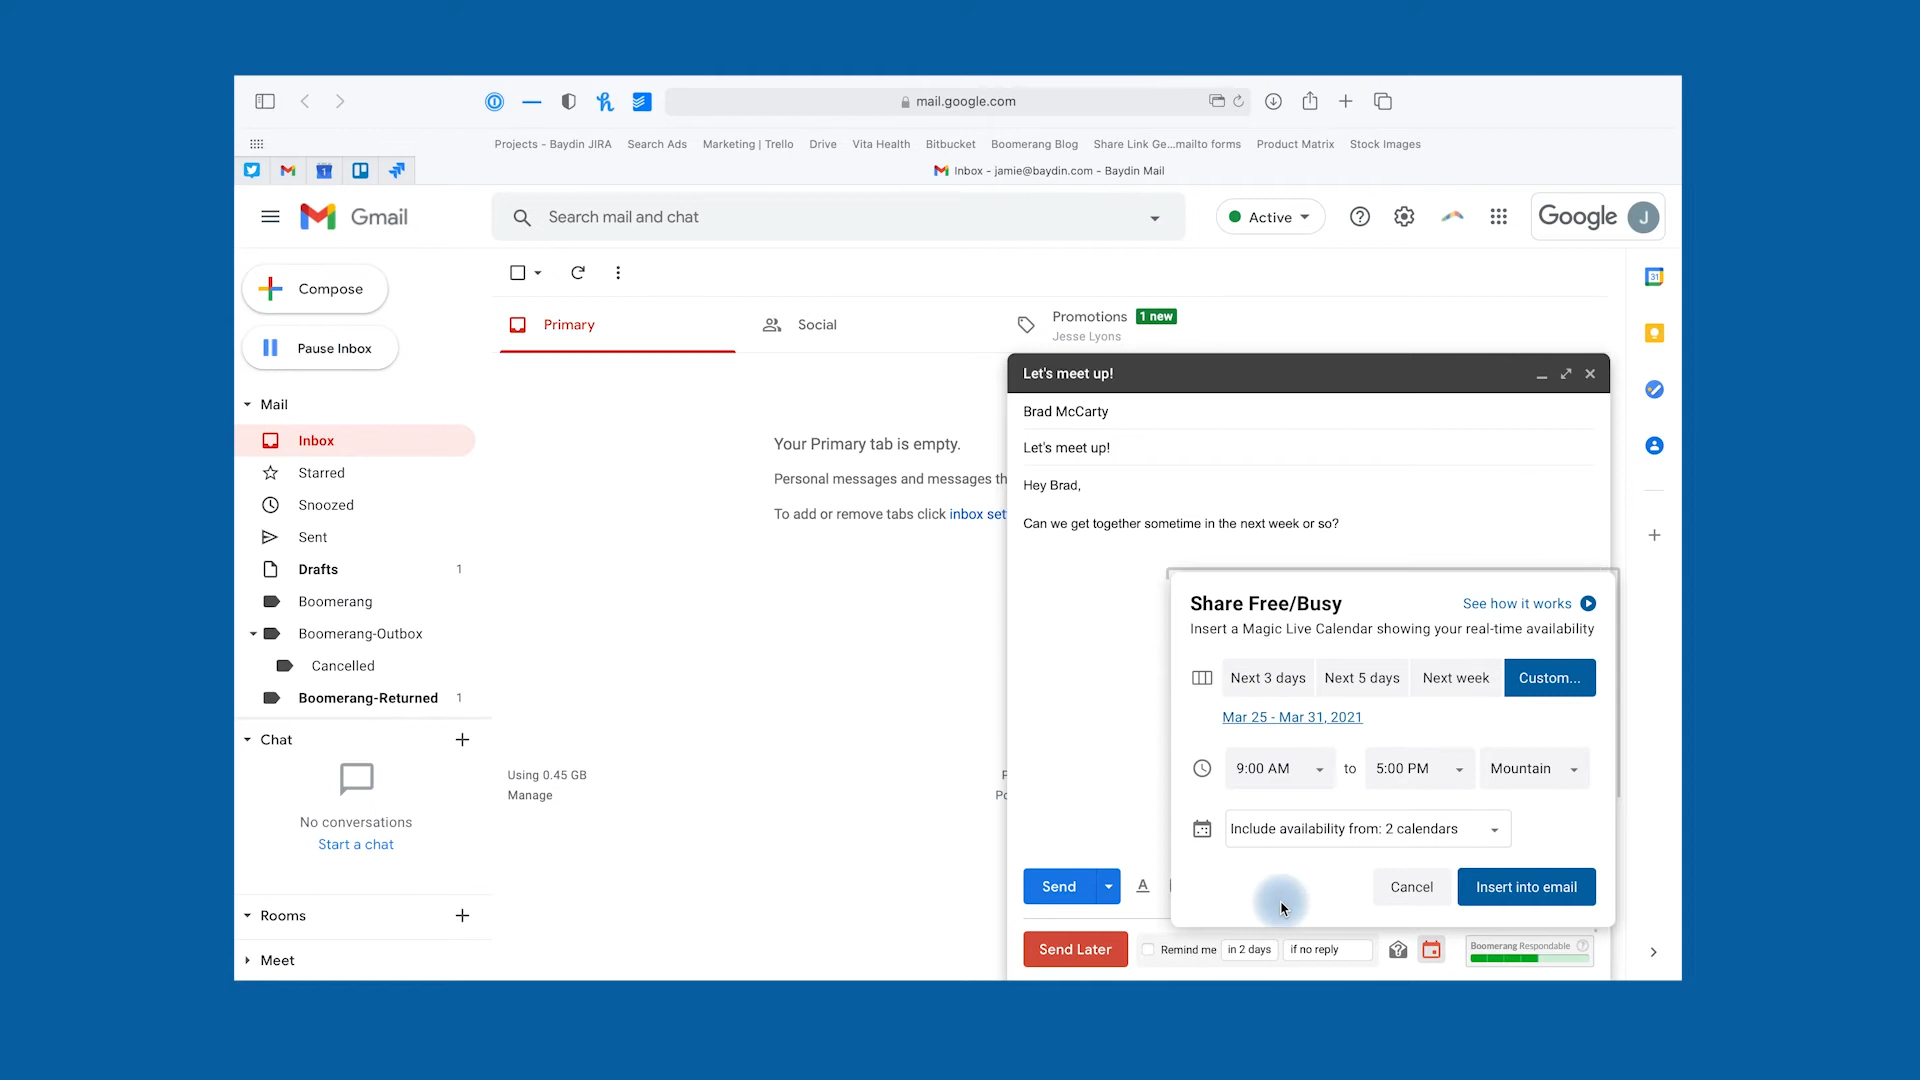 mail.google.com
Projects - Baydin JIRA Search Ads Marketing | Trello Drive Vita Health Bitbucket Boomerang Blog Share Link Ge...mailto forms Product Matrix Stock Images
Inbox - jamie@baydin.com - Baydin Mail
Gmail
Search mail and chat
Active
Google J
Compose
Pause Inbox
Mail
Inbox
Starred
Snoozed
Sent
Drafts 1
Boomerang
Boomerang-Outbox
Cancelled
Boomerang-Returned 1
Chat
No conversations
Start a chat
Rooms
Meet
Primary
Social
Promotions 1 new
Jesse Lyons
Your Primary tab is empty.
Personal messages and messages th
To add or remove tabs click inbox set
Using 0.45 GB
Manage
Let's meet up!
Brad McCarty
Let's meet up!
Hey Brad,
Can we get together sometime in the next week or so?
Share Free/Busy
See how it works
Insert a Magic Live Calendar showing your real-time availability
Next 3 days Next 5 days Next week Custom...
Mar 25 - Mar 31, 2021
9:00 AM to 5:00 PM Mountain
Include availability from: 2 calendars
Cancel Insert into email
Send
Send Later
Remind me in 2 days if no reply
Boomerang Respondable
31